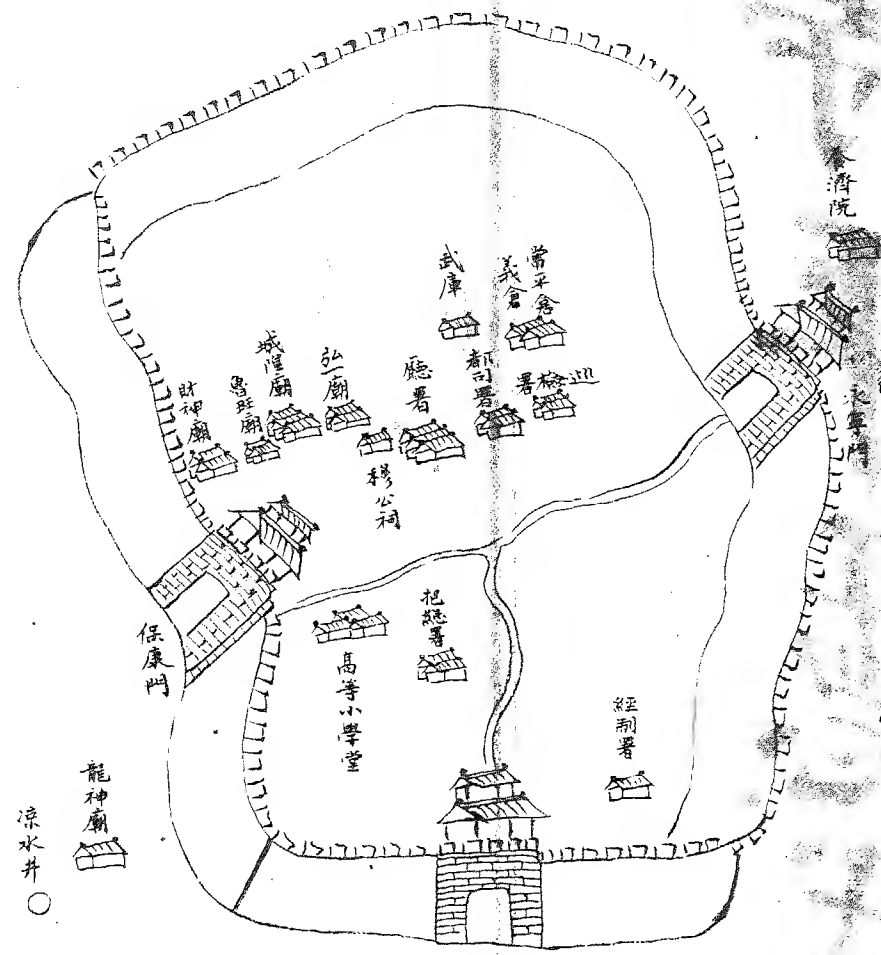 養濟院
永寧門
常平倉
義倉
武庫
巡檢署
都司署
廳署
穆公祠
弘一廟
城隍廟
魯班廟
財神廟
保康門
把總署
高等小學堂
經制署
龍神廟
凉水井